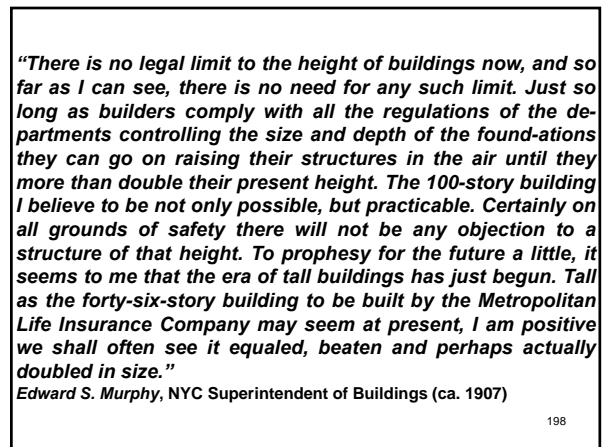 “There is no legal limit to the height of buildings now, and so
far as I can see, there is no need for any such limit. Just so
long as builders comply with all the regulations of the de-
partments controlling the size and depth of the found-ations
they can go on raising their structures in the air until they
more than double their present height. The 100-story building
I believe to be not only possible, but practicable. Certainly on
all grounds of safety there will not be any objection to a
structure of that height. To prophesy for the future a little, it
seems to me that the era of tall buildings has just begun. Tall
as the forty-six-story building to be built by the Metropolitan
Life Insurance Company may seem at present, I am positive
we shall often see it equaled, beaten and perhaps actually
doubled in size.”
Edward S. Murphy, NYC Superintendent of Buildings (ca. 1907)
198